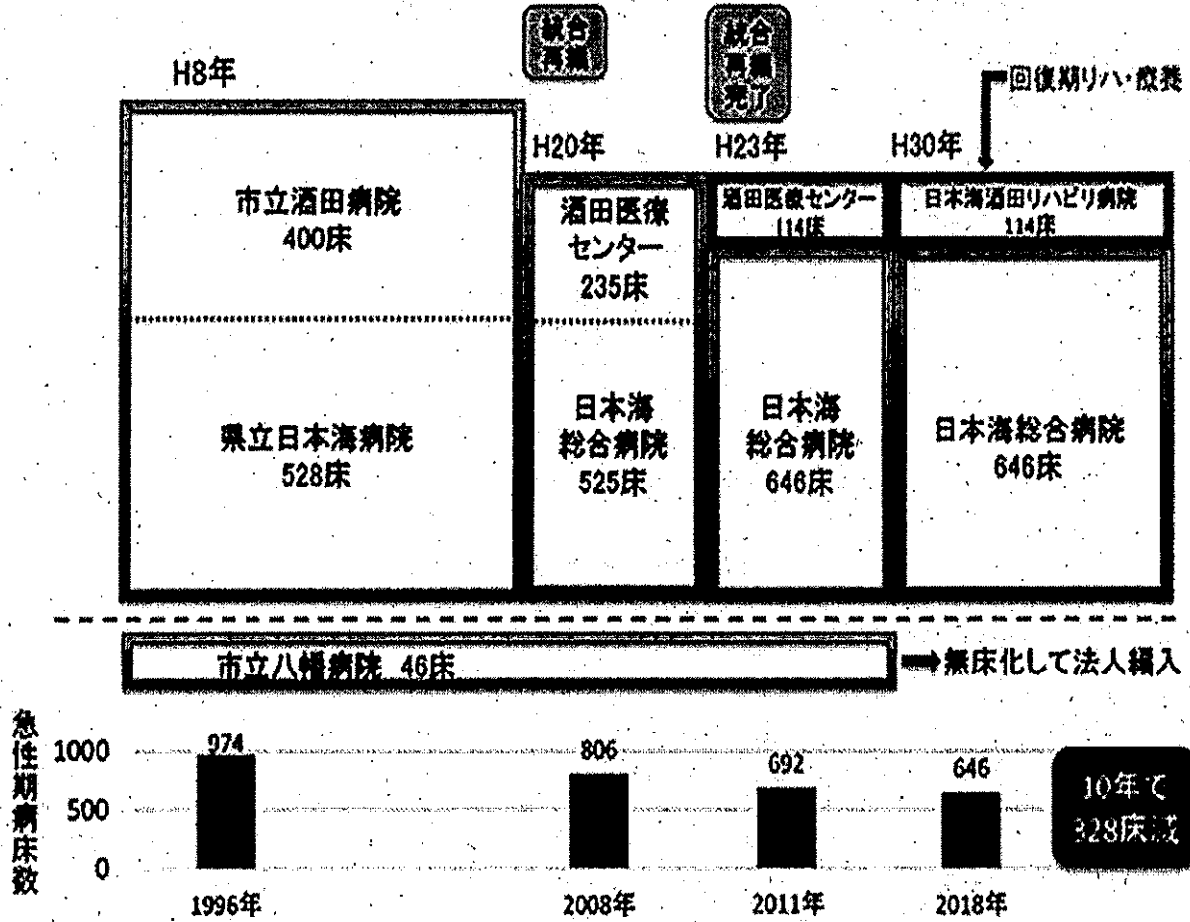 統合
再編
統合
再編
完了
H8年
回復期リハ・療養
H20年
H23年
H30年
市立酒田病院
400床
酒田医療
センター
235床
酒田医療センター
114床
日本海酒田リハビリ病院
114床
県立日本海病院
528床
日本海
総合病院
525床
日本海
総合病院
646床
日本海総合病院
646床
市立八幡病院 46床
無床化して法人編入
急性期病床数
1000
500
0
974
806
692
646
10年で
328床減
1996年
2008年
2011年
2018年